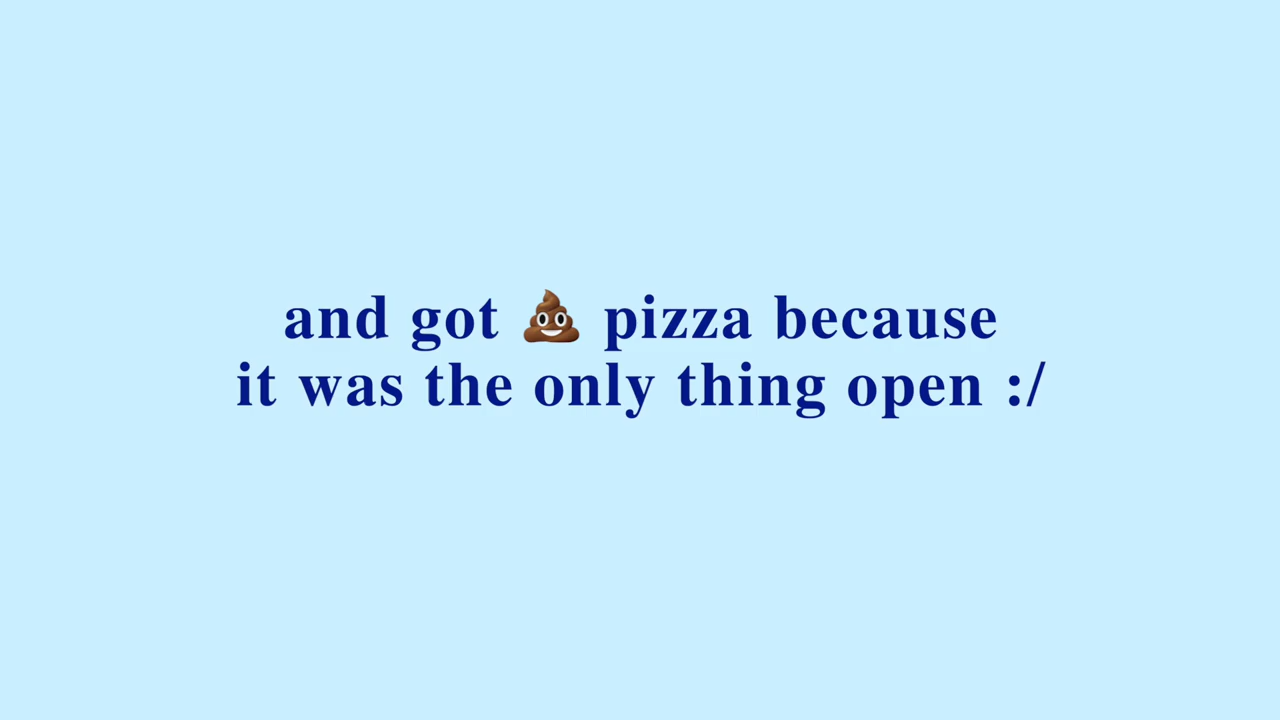 and got 💩 pizza because
it was the only thing open :/